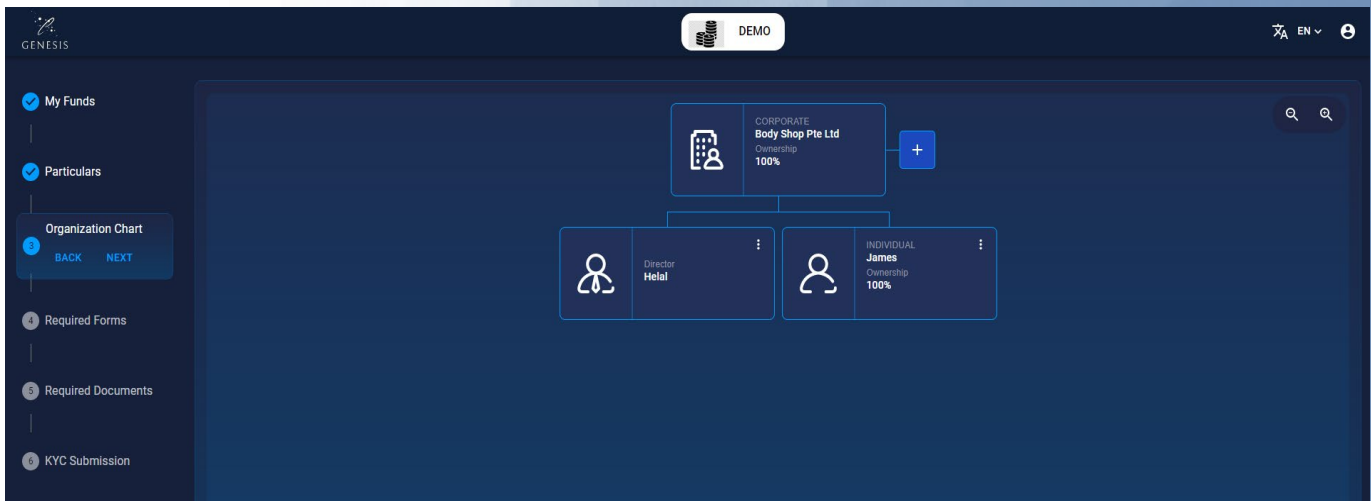 GENESIS
DEMO
EN
My Funds
Particulars
3
Organization Chart
BACK NEXT
4 Required Forms
5 Required Documents
6 KYC Submission
CORPORATE
Body Shop Pte Ltd
Ownership
100%
+
Director
Helal
INDIVIDUAL
James
Ownership
100%